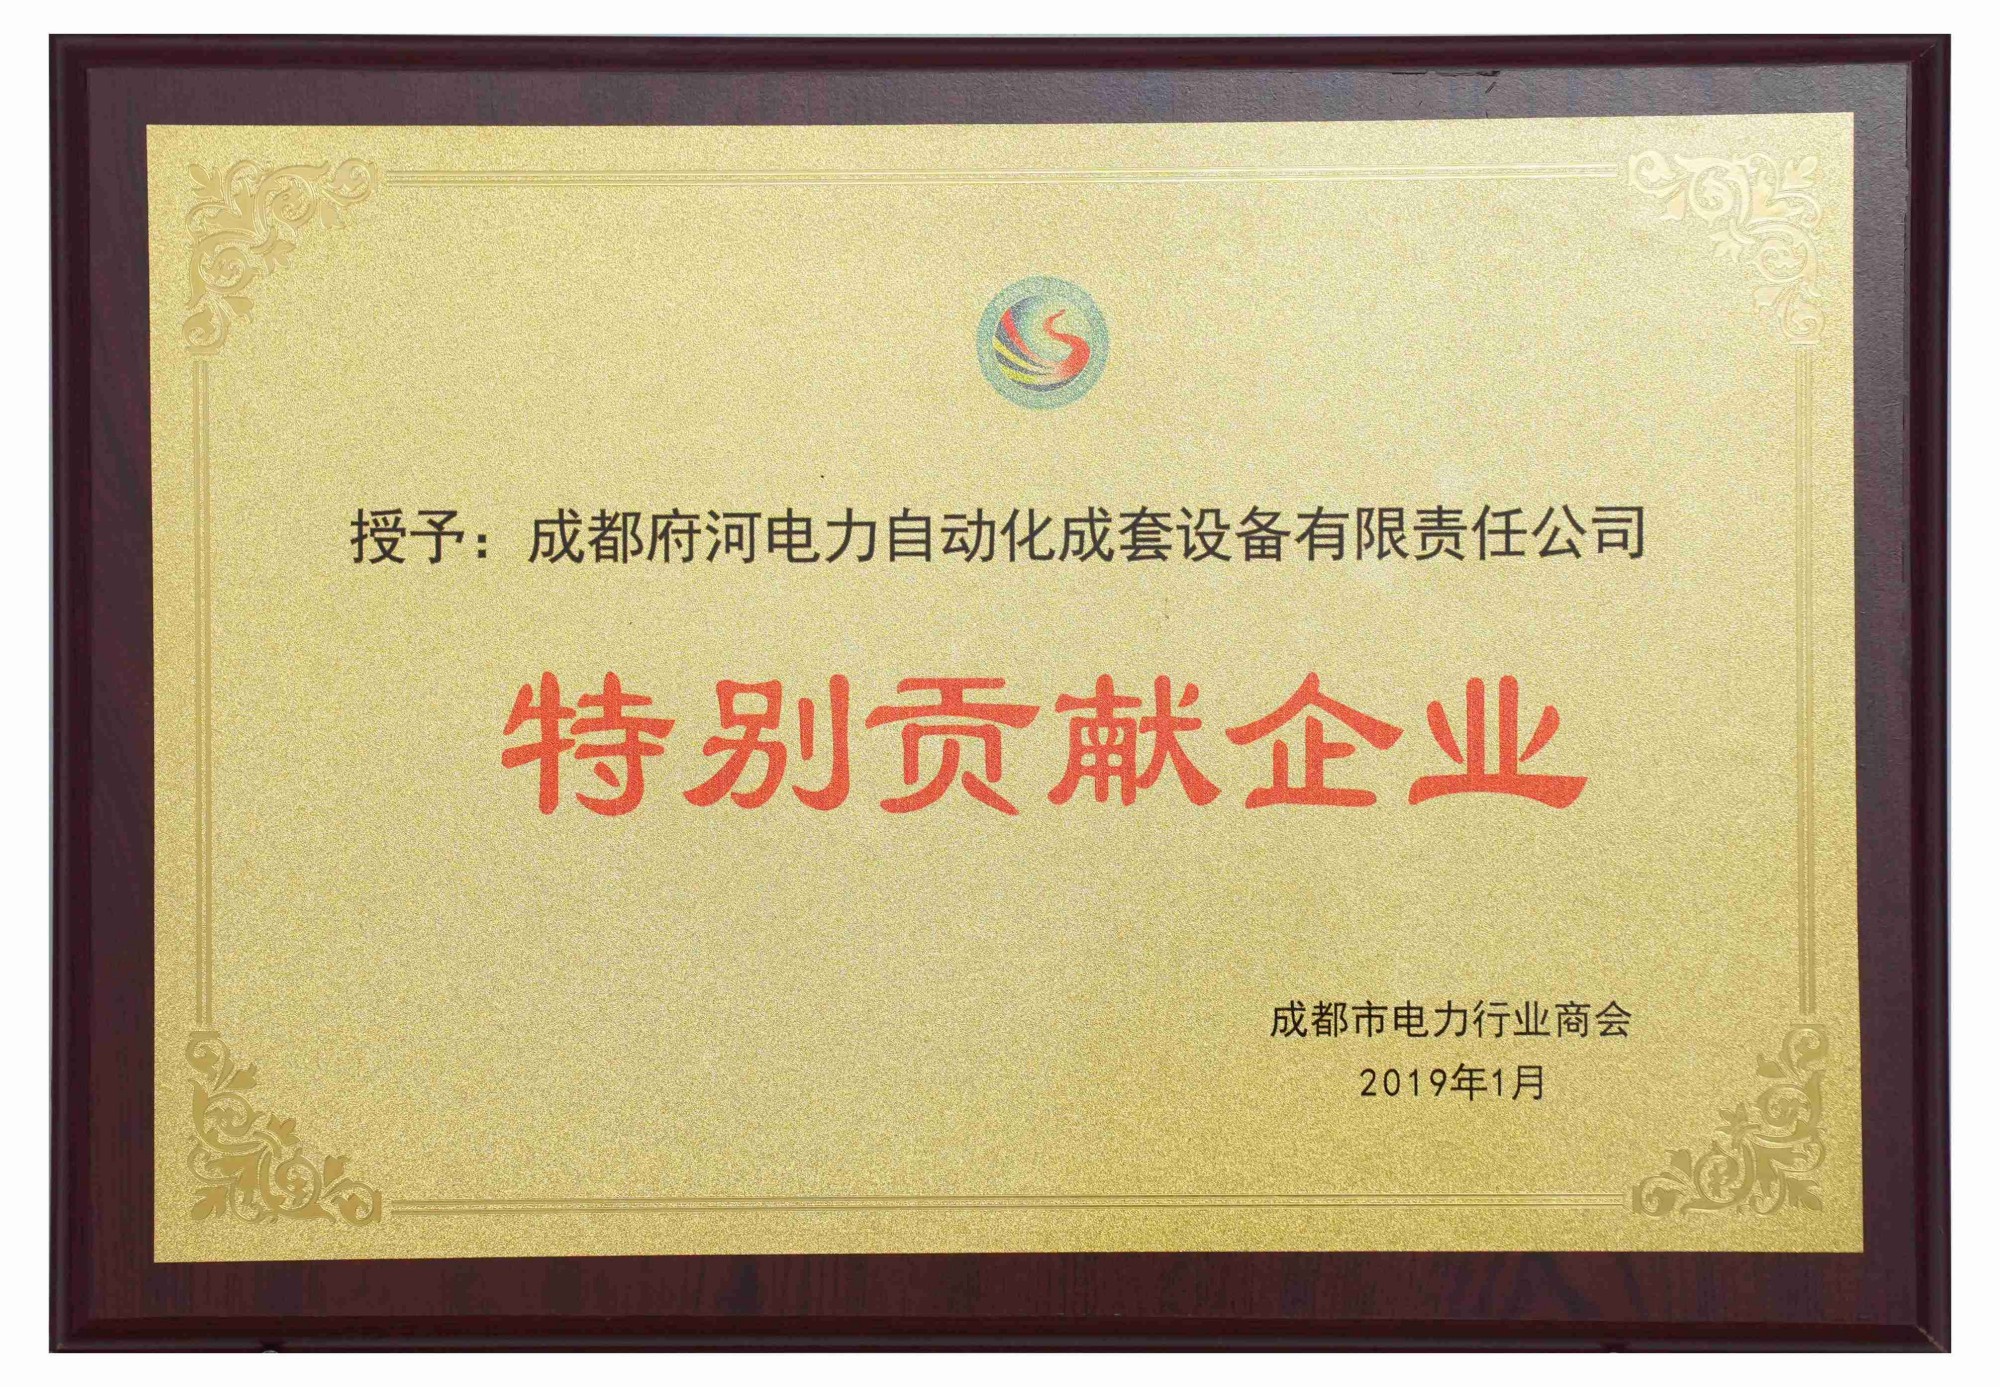 授予：成都府河电力自动化成套设备有限责任公司
特别贡献企业
成都市电力行业商会
2019年1月